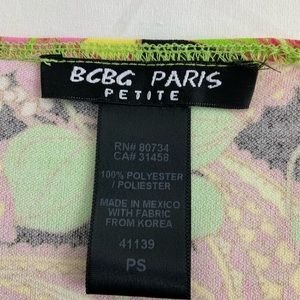 BCBG PARIS
PETITE
RN# 80734
CA# 31458
100% POLYESTER
/ POLIESTER
MADE IN MEXICO
WITH FABRIC
FROM KOREA
41139
PS